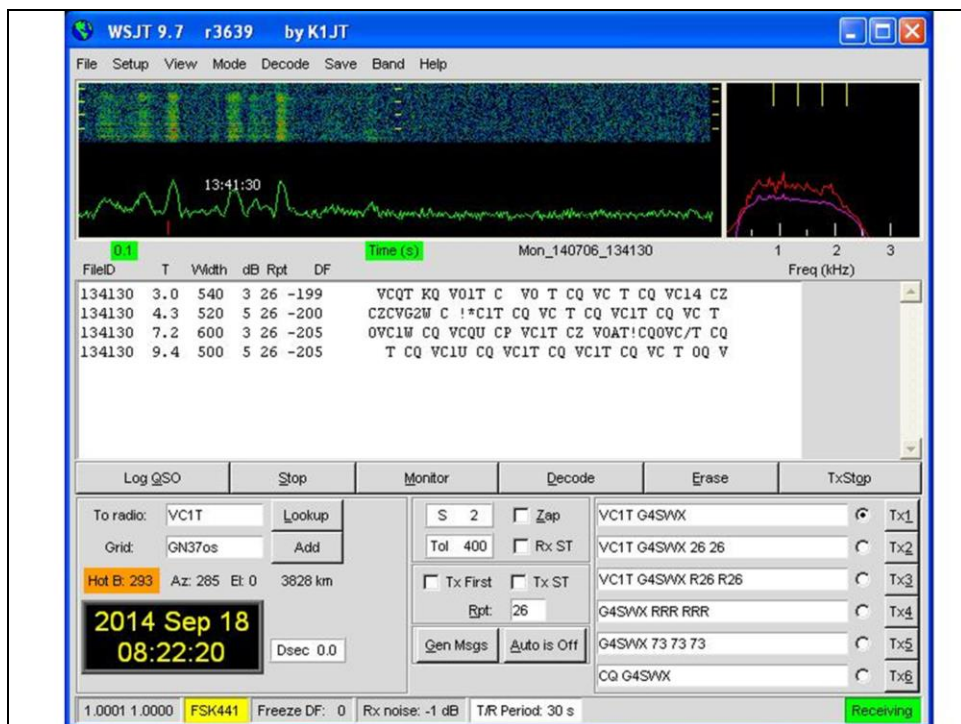 WSJT 9.7 r3639 by K1JT
File Setup View Mode Decode Save Band Help
13:41:30
0.1 Time (s) Mon_140706_134130 1 2 3
FileID T Width dB Rpt DF Freq (kHz)
134130 3.0 540 3 26 -199 VCQT KQ VO1T C VO T CQ VC T CQ VC14 CZ
134130 4.3 520 5 26 -200 CZCVG2W C !*C1T CQ VC T CQ VC1T CQ VC T
134130 7.2 600 3 26 -205 OVC1W CQ VCQU CP VC1T CZ VOAT!CQOVC/T CQ
134130 9.4 500 5 26 -205 T CQ VC1U CQ VC1T CQ VC1T CQ VC T OQ V
Log QSO Stop Monitor Decode Erase TxStop
To radio: VC1T Lookup S 2 Zap VC1T G4SWX Tx1
Grid: GN37os Add Tol 400 Rx ST VC1T G4SWX 26 26 Tx2
Hot B: 293 Az: 285 El: 0 3828 km Tx First Tx ST VC1T G4SWX R26 R26 Tx3
2014 Sep 18 Rpt: 26 G4SWX RRR RRR Tx4
08:22:20 Dsec 0.0 Gen Msgs Auto is Off G4SWX 73 73 73 Tx5
CQ G4SWX Tx6
1.0001 1.0000 FSK441 Freeze DF: 0 Rx noise: -1 dB T/R Period: 30 s Receiving